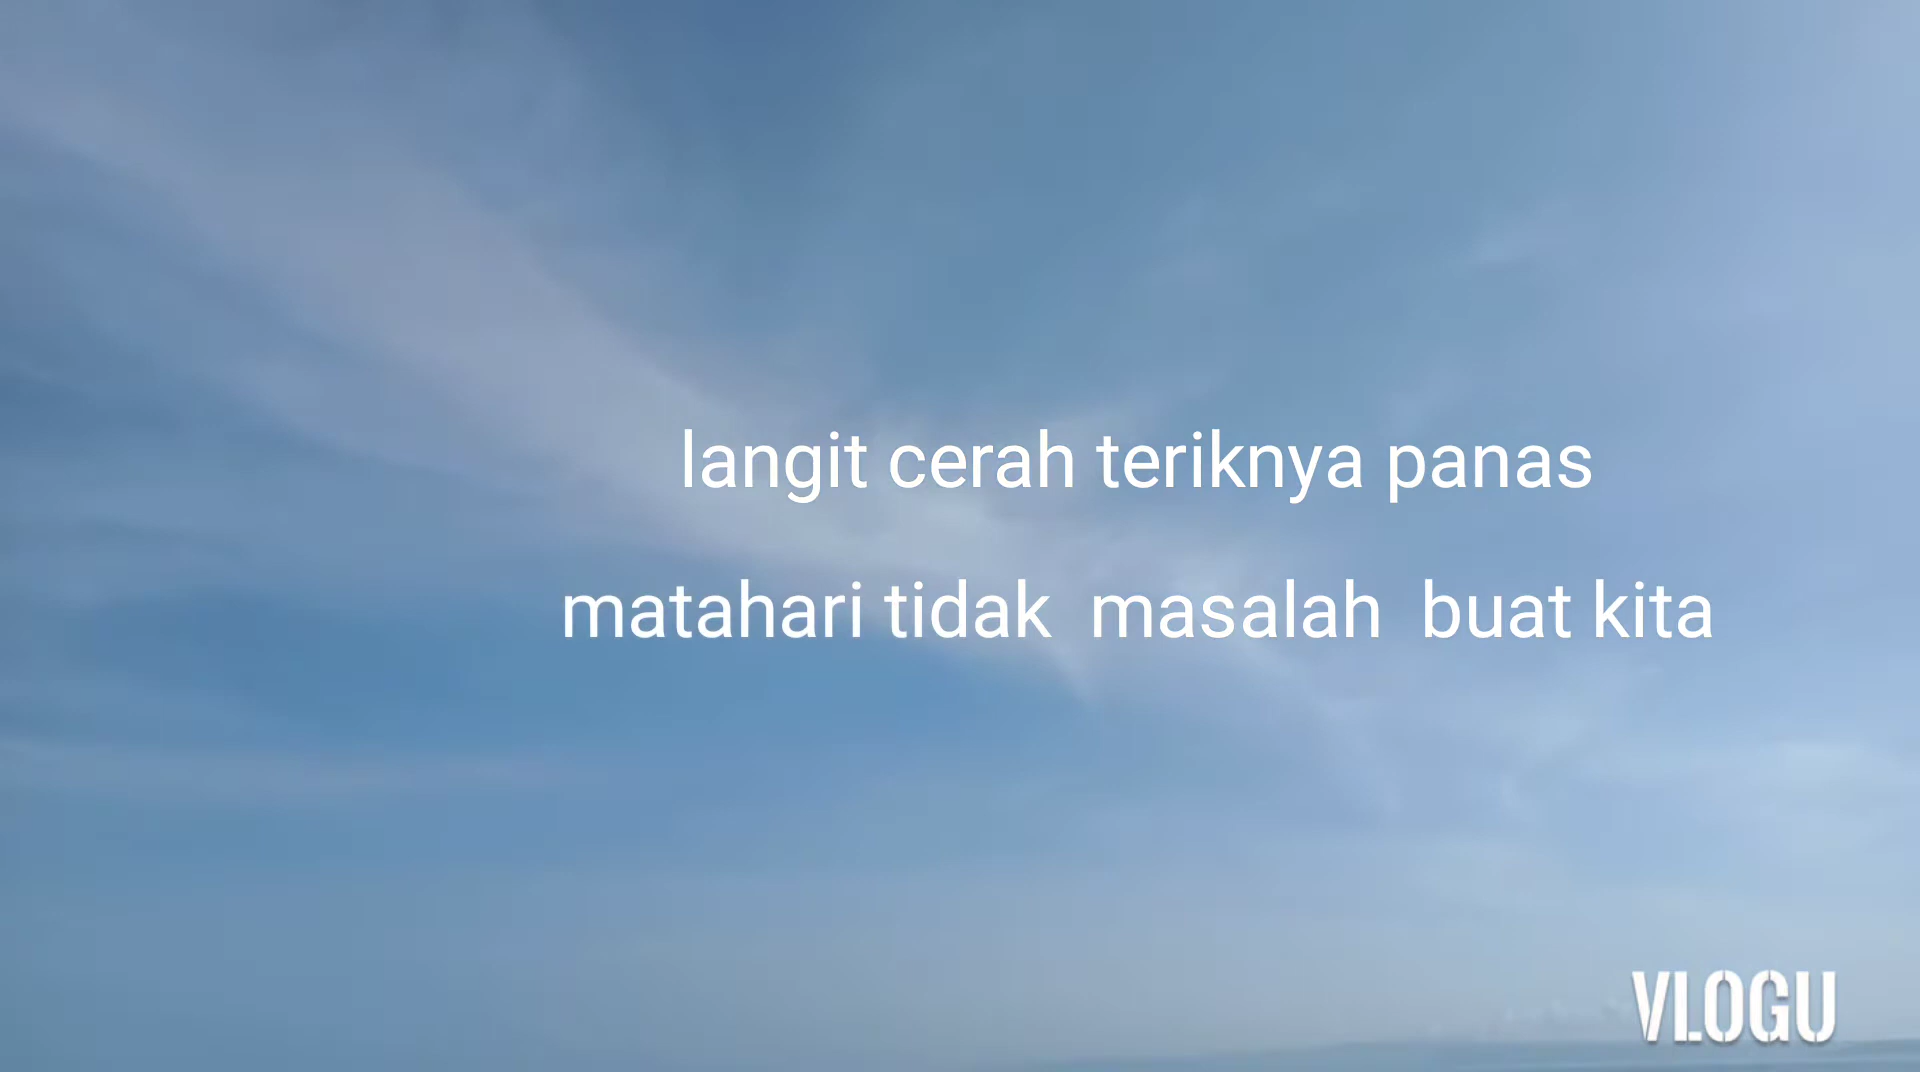 langit cerah teriknya panas
matahari tidak  masalah  buat kita
VLOGU